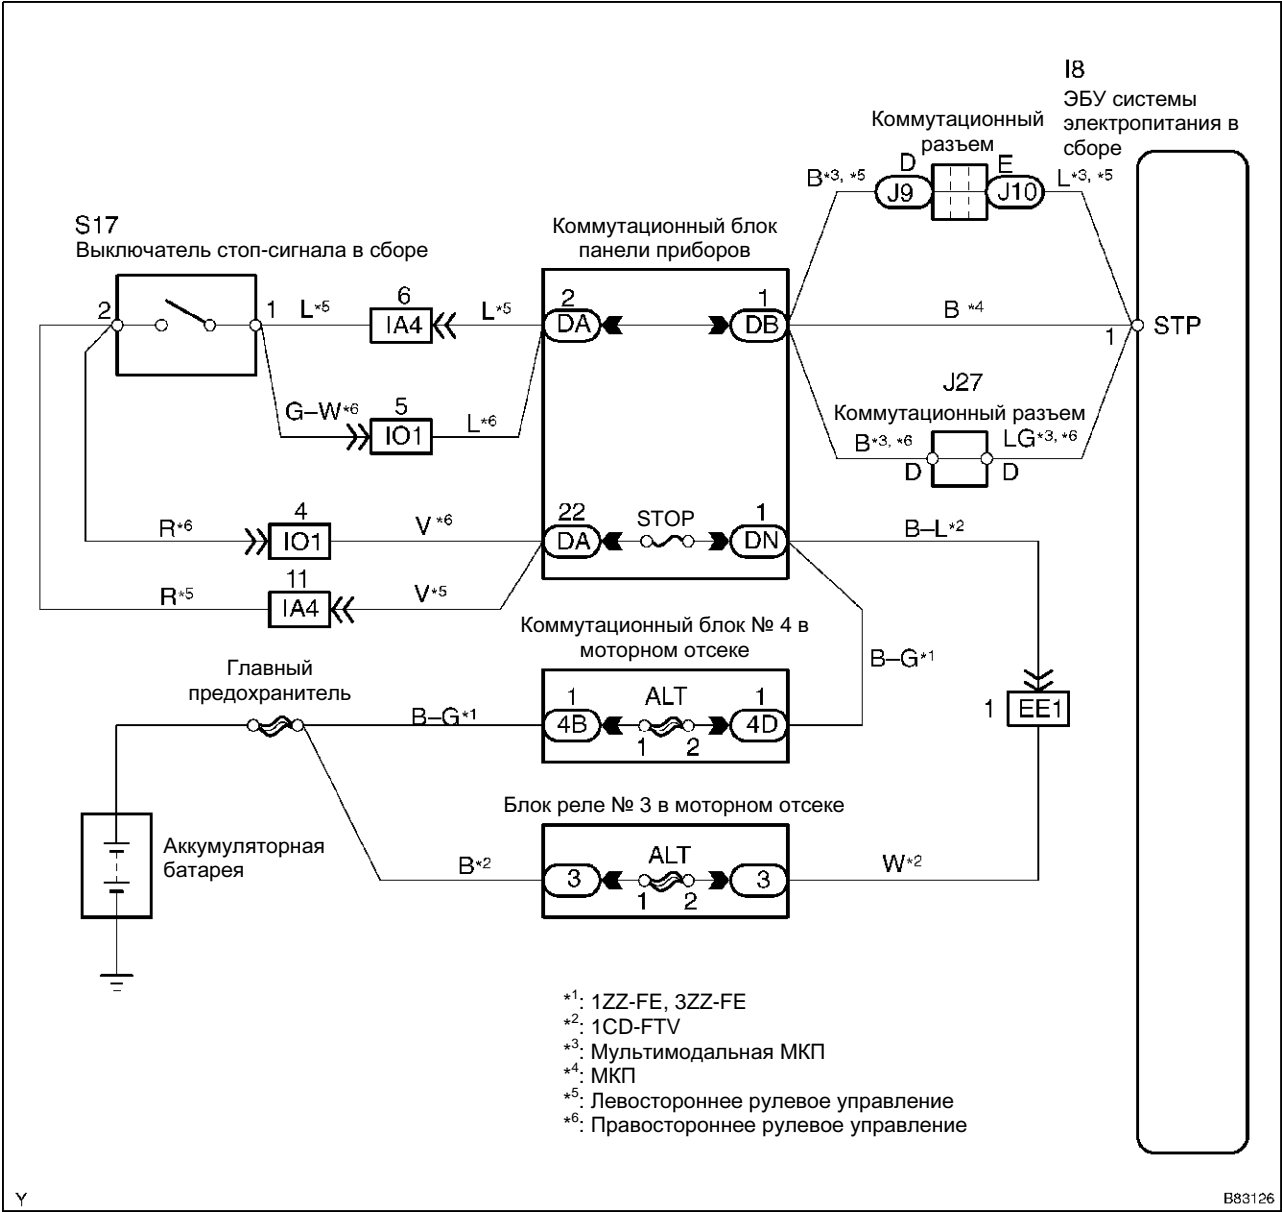 I8
ЭБУ системы
электропитания в
сборе
Коммутационный
разъем
D
E
B*3, *5
J9
J10
L*3, *5
S17
Выключатель стоп-сигнала в сборе
Коммутационный блок
панели приборов
2
1
L*5
6
IA4
L*5
2
DA
1
DB
B *4
1
STP
G–W*6
5
IO1
L*6
J27
Коммутационный разъем
B*3, *6
LG*3, *6
D
D
R*6
4
IO1
V *6
22
DA
STOP
1
DN
B–L*2
R*5
11
IA4
V*5
Коммутационный блок № 4 в
моторном отсеке
B–G*1
Главный
предохранитель
B–G*1
1
4B
ALT
1
4D
1
2
1
EE1
Блок реле № 3 в моторном отсеке
Аккумуляторная
батарея
B*2
3
ALT
3
1
2
W*2
*1: 1ZZ-FE, 3ZZ-FE
*2: 1CD-FTV
*3: Мультимодальная МКП
*4: МКП
*5: Левостороннее рулевое управление
*6: Правостороннее рулевое управление
Y
B83126